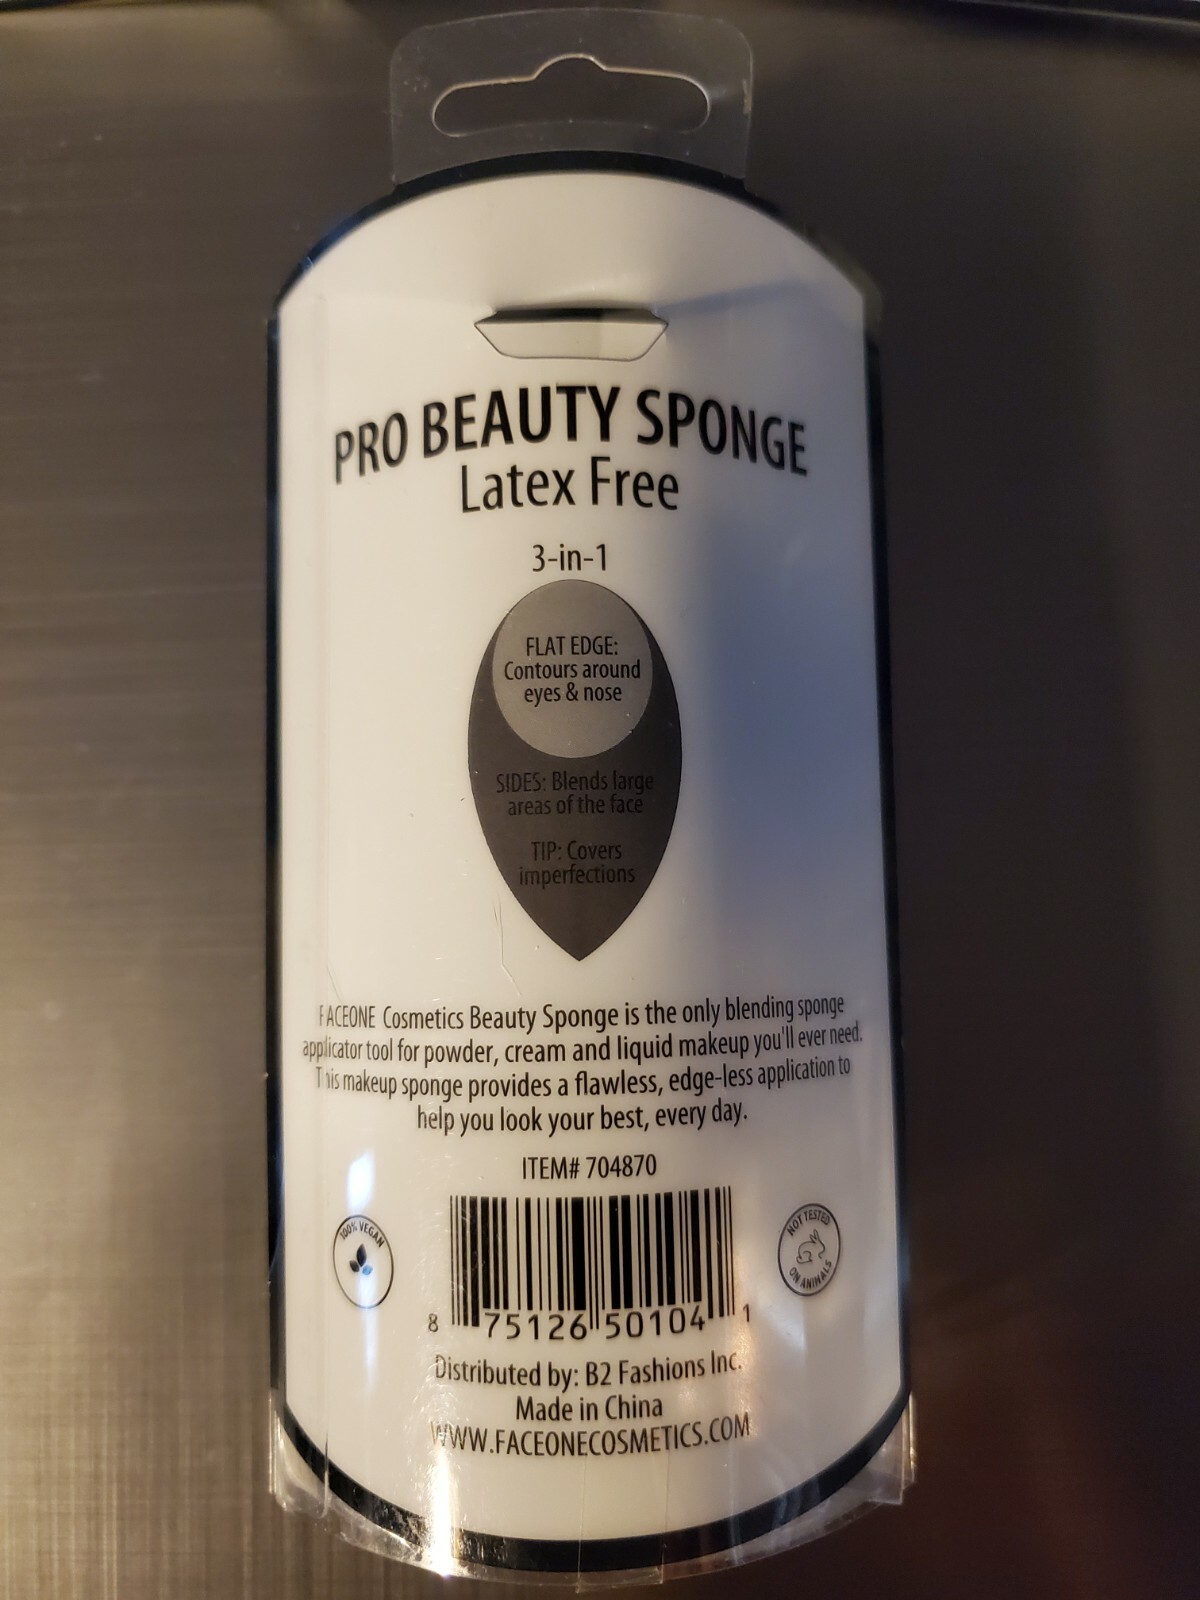 PRO BEAUTY SPONGE
Latex Free
3-in-1
FLAT EDGE:
Contours around
eyes & nose
SIDES: Blends large
areas of the face
TIP: Covers
imperfections
FACEONE Cosmetics Beauty Sponge is the only blending sponge
applicator tool for powder, cream and liquid makeup you'll ever need.
This makeup sponge provides a flawless, edge-less application to
help you look your best, every day.
ITEM# 704870
100% VEGAN
NOT TESTED
ON ANIMALS
8 75126 50104 1
Distributed by: B2 Fashions Inc.
Made in China
WWW.FACEONECOSMETICS.COM